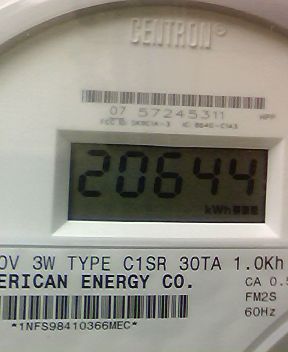 CENTRON®
07 57245311
20644
kWh
0V 3W TYPE C1SR 30TA 1.0Kh
ERICAN ENERGY CO.
CA 0.5
FM2S
60Hz
*1NFS98410366MEC*